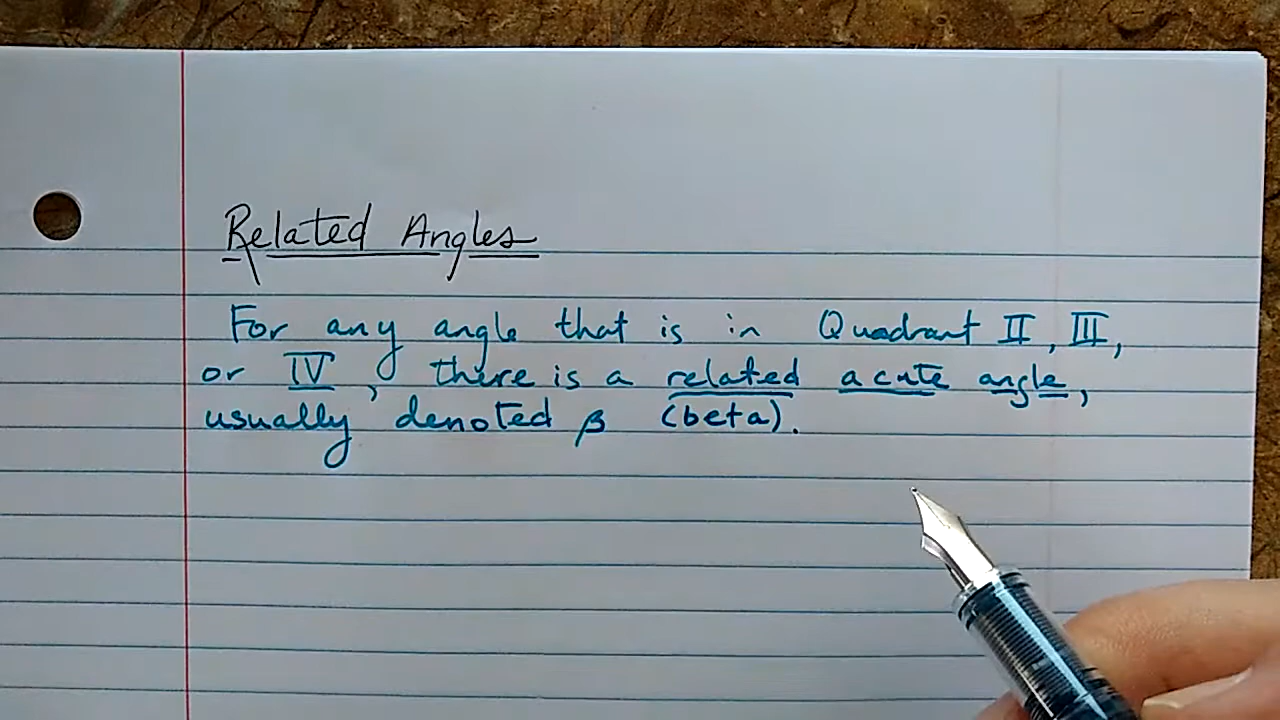 Related Angles
For any angle that is in Quadrant II, III,
or IV, there is a related acute angle,
usually denoted β (beta).